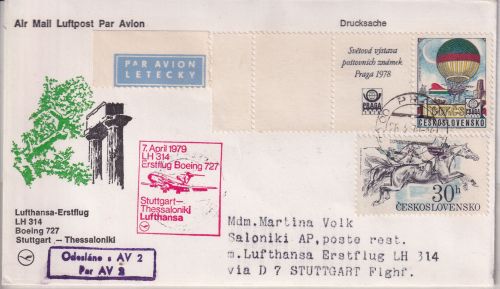 Air Mail Luftpost Par Avion
Drucksache
PAR AVION
LETECKY
Světová výstava
poštovních známek
Praga 1978
PRAGA
ČESKOSLOVENSKO
30h
ČESKOSLOVENSKO
7. April 1979
LH 314
Erstflug Boeing 727
Stuttgart-
Thessaloniki
Lufthansa
Lufthansa-Erstflug
LH 314
Boeing 727
Stuttgart – Thessaloniki
Odesláno s AV 2
Par AV 2
Mdm.Martina Volk
Saloniki AP,poste rest.
m.Lufthansa Erstflug LH 314
via D 7 STUTTGART Flghf.